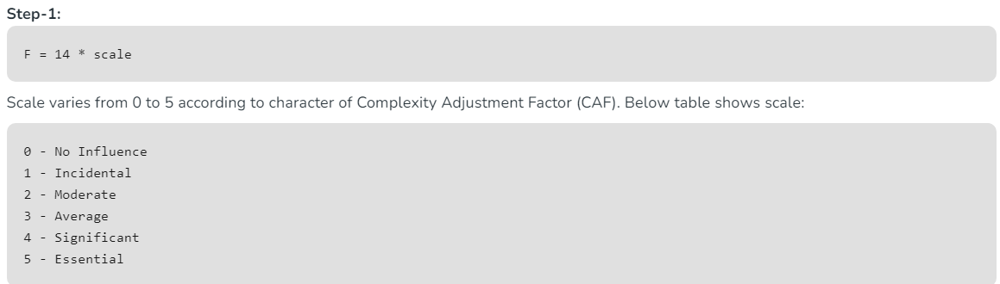 Step-1:
F = 14 * scale
Scale varies from 0 to 5 according to character of Complexity Adjustment Factor (CAF). Below table shows scale:
0 - No Influence
1 - Incidental
2 - Moderate
3 - Average
4 - Significant
5 - Essential